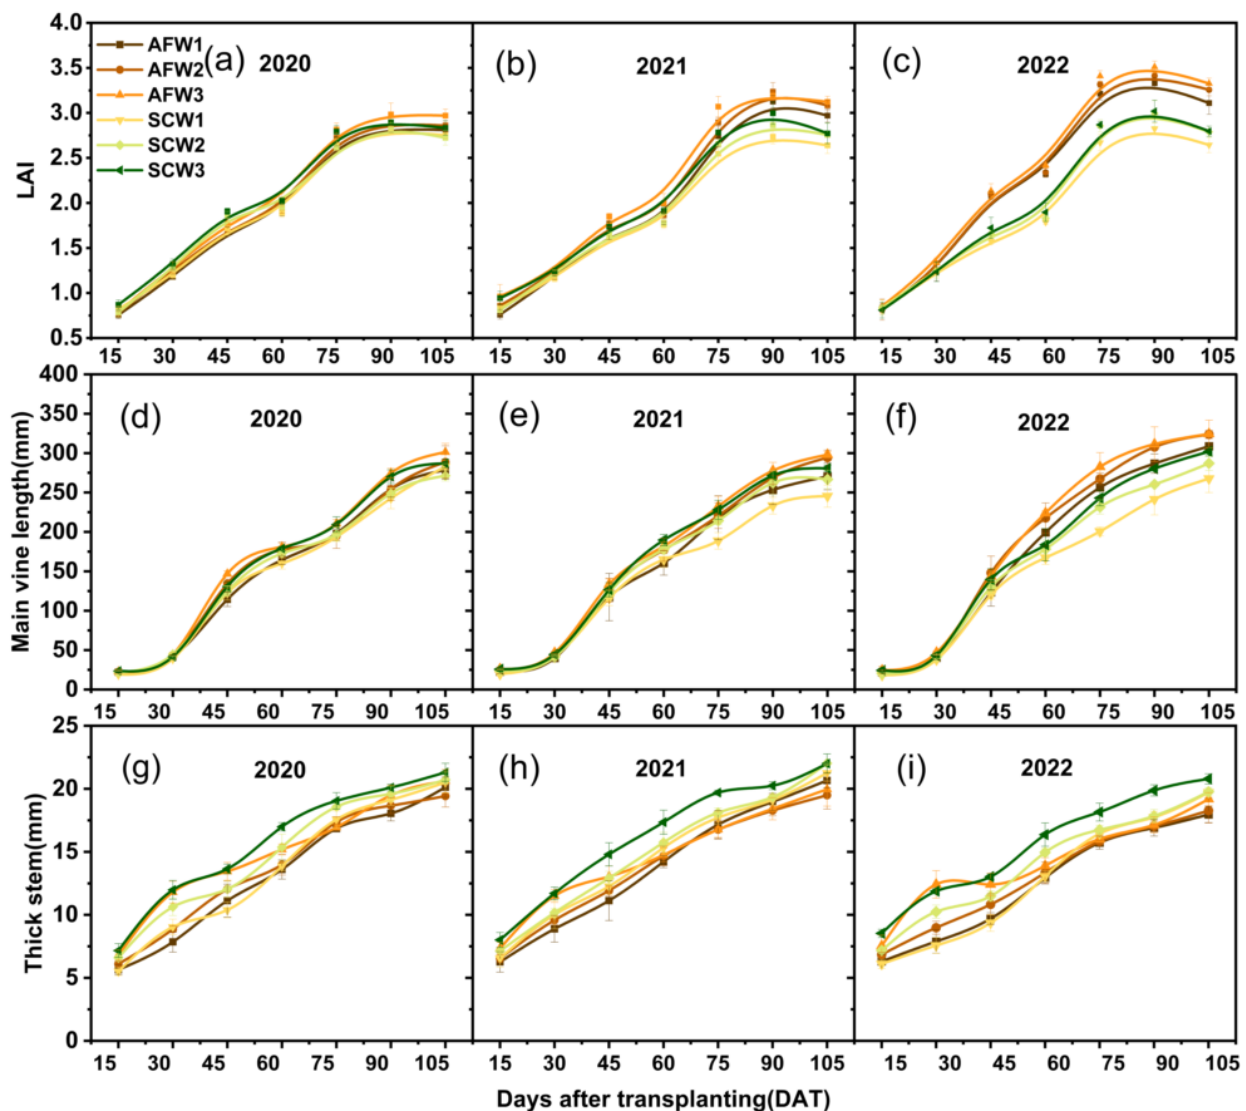 4.0
3.5
3.0
2.5
2.0
1.5
1.0
0.5
LAI
AFW1
AFW2
AFW3
SCW1
SCW2
SCW3
(a) 2020
(b) 2021
(c) 2022
15 30 45 60 75 90 105
15 30 45 60 75 90 105
15 30 45 60 75 90 105
400
350
300
250
200
150
100
50
0
Main vine length(mm)
(d) 2020
(e) 2021
(f) 2022
15 30 45 60 75 90 105
15 30 45 60 75 90 105
15 30 45 60 75 90 105
25
20
15
10
5
0
Thick stem(mm)
(g) 2020
(h) 2021
(i) 2022
15 30 45 60 75 90 105
15 30 45 60 75 90 105
15 30 45 60 75 90 105
Days after transplanting(DAT)